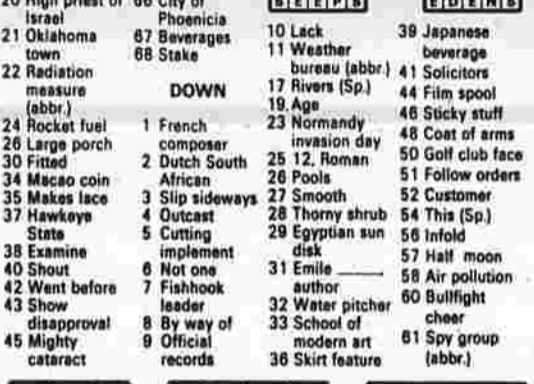 20 High priest of
Israel
21 Oklahoma
town
22 Radiation
measure
(abbr.)
24 Rocket fuel
26 Large porch
30 Fitted
34 Macao coin
35 Makes lace
37 Hawkeye
State
38 Examine
40 Shout
42 Went before
43 Show
disapproval
45 Mighty
cataract
66 City of
Phoenicia
67 Beverages
68 Stake
DOWN
1 French
composer
2 Dutch South
African
3 Slip sideways
4 Outcast
5 Cutting
implement
6 Not one
7 Fishhook
leader
8 By way of
9 Official
records
SEEPS
10 Lack
11 Weather
bureau (abbr.)
17 Rivers (Sp.)
19. Age
23 Normandy
invasion day
25 12, Roman
26 Pools
27 Smooth
28 Thorny shrub
29 Egyptian sun
disk
31 Emile _____
author
32 Water pitcher
33 School of
modern art
36 Skirt feature
EDENS
39 Japanese
beverage
41 Solicitors
44 Film spool
46 Sticky stuff
48 Coat of arms
50 Golf club face
51 Follow orders
52 Customer
54 This (Sp.)
56 Infold
57 Half moon
58 Air pollution
60 Bullfight
cheer
61 Spy group
(abbr.)